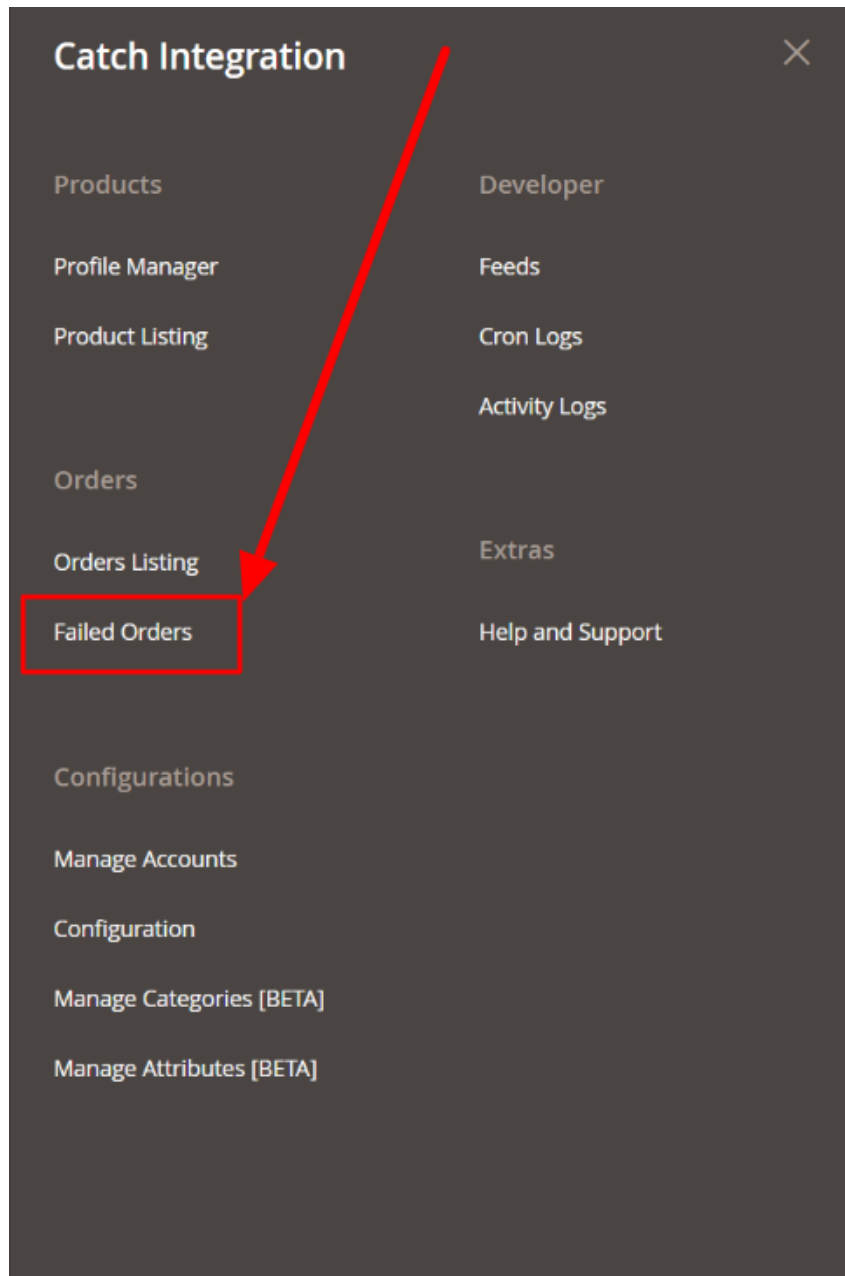 Catch Integration
Products
Profile Manager
Product Listing
Orders
Orders Listing
Failed Orders
Configurations
Manage Accounts
Configuration
Manage Categories [BETA]
Manage Attributes [BETA]
Developer
Feeds
Cron Logs
Activity Logs
Extras
Help and Support